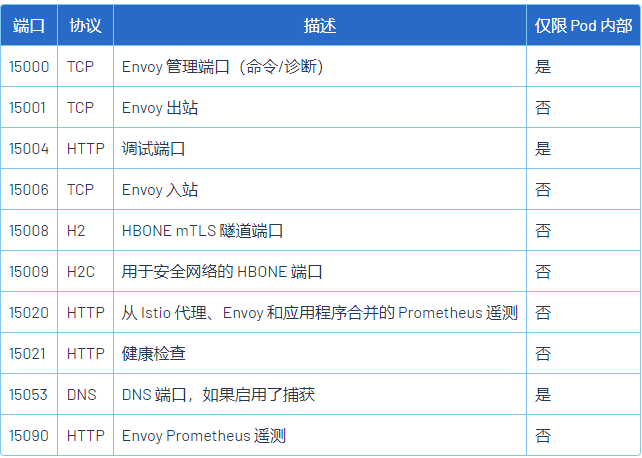 端口 协议 描述 仅限 Pod 内部
15000 TCP Envoy 管理端口（命令/诊断） 是
15001 TCP Envoy 出站 否
15004 HTTP 调试端口 是
15006 TCP Envoy 入站 否
15008 H2 HBONE mTLS 隧道端口 否
15009 H2C 用于安全网络的 HBONE 端口 否
15020 HTTP 从 Istio 代理、Envoy 和应用程序合并的 Prometheus 遥测 否
15021 HTTP 健康检查 否
15053 DNS DNS 端口，如果启用了捕获 是
15090 HTTP Envoy Prometheus 遥测 否